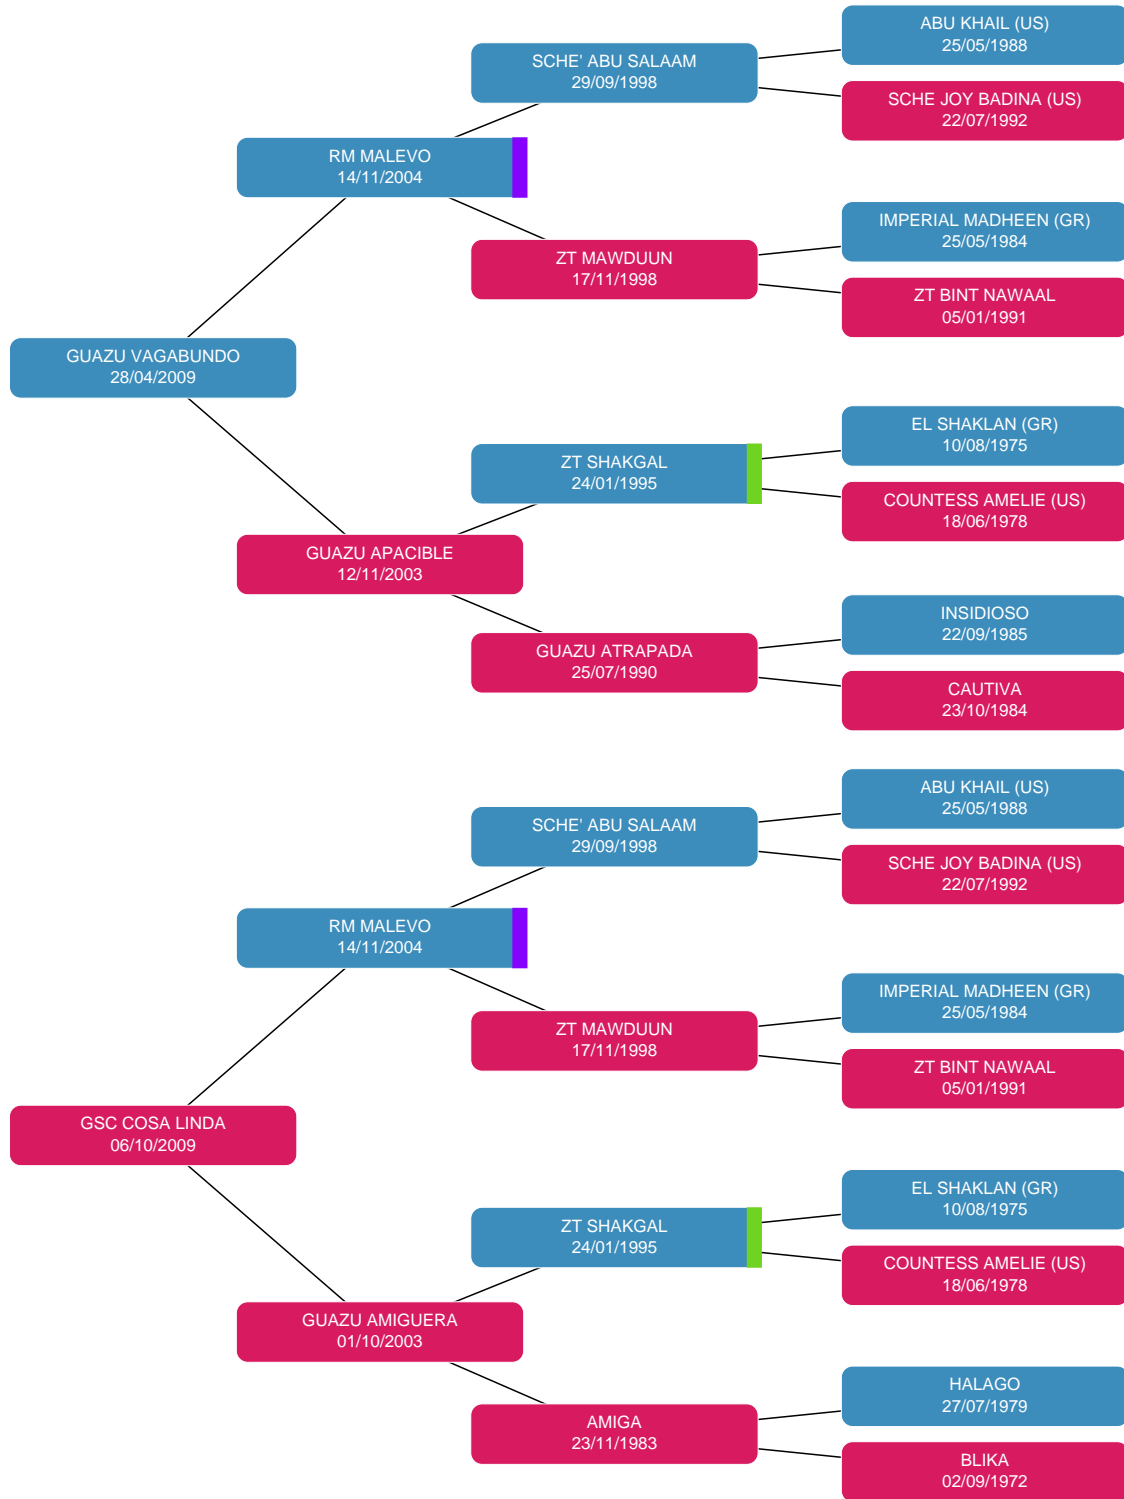 ABU KHAIL (US)
25/05/1988
SCHE' ABU SALAAM
29/09/1998
SCHE JOY BADINA (US)
22/07/1992
RM MALEVO
14/11/2004
IMPERIAL MADHEEN (GR)
25/05/1984
ZT MAWDUUN
17/11/1998
ZT BINT NAWAAL
05/01/1991
GUAZU VAGABUNDO
28/04/2009
EL SHAKLAN (GR)
10/08/1975
ZT SHAKGAL
24/01/1995
COUNTESS AMELIE (US)
18/06/1978
GUAZU APACIBLE
12/11/2003
INSIDIOSO
22/09/1985
GUAZU ATRAPADA
25/07/1990
CAUTIVA
23/10/1984
ABU KHAIL (US)
25/05/1988
SCHE' ABU SALAAM
29/09/1998
SCHE JOY BADINA (US)
22/07/1992
RM MALEVO
14/11/2004
IMPERIAL MADHEEN (GR)
25/05/1984
ZT MAWDUUN
17/11/1998
ZT BINT NAWAAL
05/01/1991
GSC COSA LINDA
06/10/2009
EL SHAKLAN (GR)
10/08/1975
ZT SHAKGAL
24/01/1995
COUNTESS AMELIE (US)
18/06/1978
GUAZU AMIGUERA
01/10/2003
HALAGO
27/07/1979
AMIGA
23/11/1983
BLIKA
02/09/1972